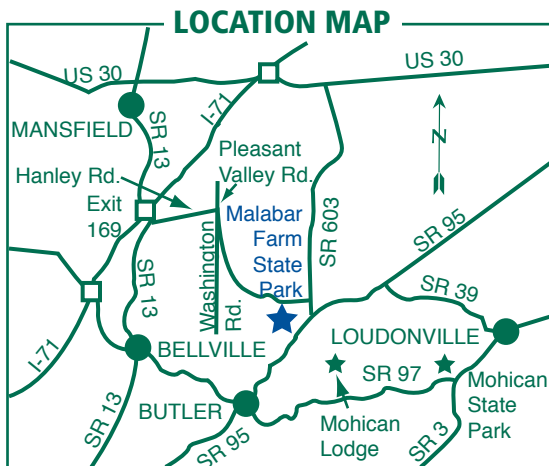 LOCATION MAP
US 30
US 30
MANSFIELD
SR 13
I-71
Hanley Rd.
Pleasant
Valley Rd.
Exit
169
Malabar
Farm
State
Park
SR 603
N
SR 95
SR 13
Washington
Rd.
SR 39
LOUDONVILLE
BELLVILLE
I-71
SR 97
BUTLER
Mohican
Lodge
Mohican
State
Park
SR 13
SR 95
SR 3